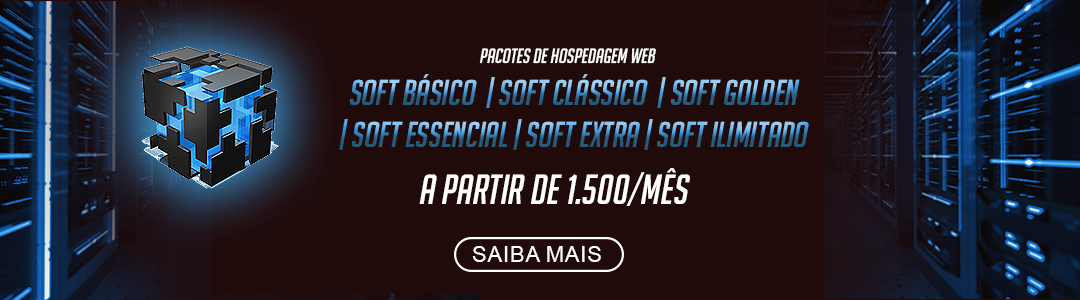 PACOTES DE HOSPEDAGEM WEB
SOFT BÁSICO | SOFT CLÁSSICO | SOFT GOLDEN
| SOFT ESSENCIAL | SOFT EXTRA | SOFT ILIMITADO
A PARTIR DE 1.500/MÊS
SAIBA MAIS